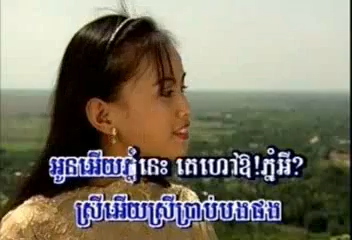 អូនអើយភ្នំនេះ គេហៅឱ!ភ្នំអី?
ស្រីអើយស្រីប្រាប់បងផង